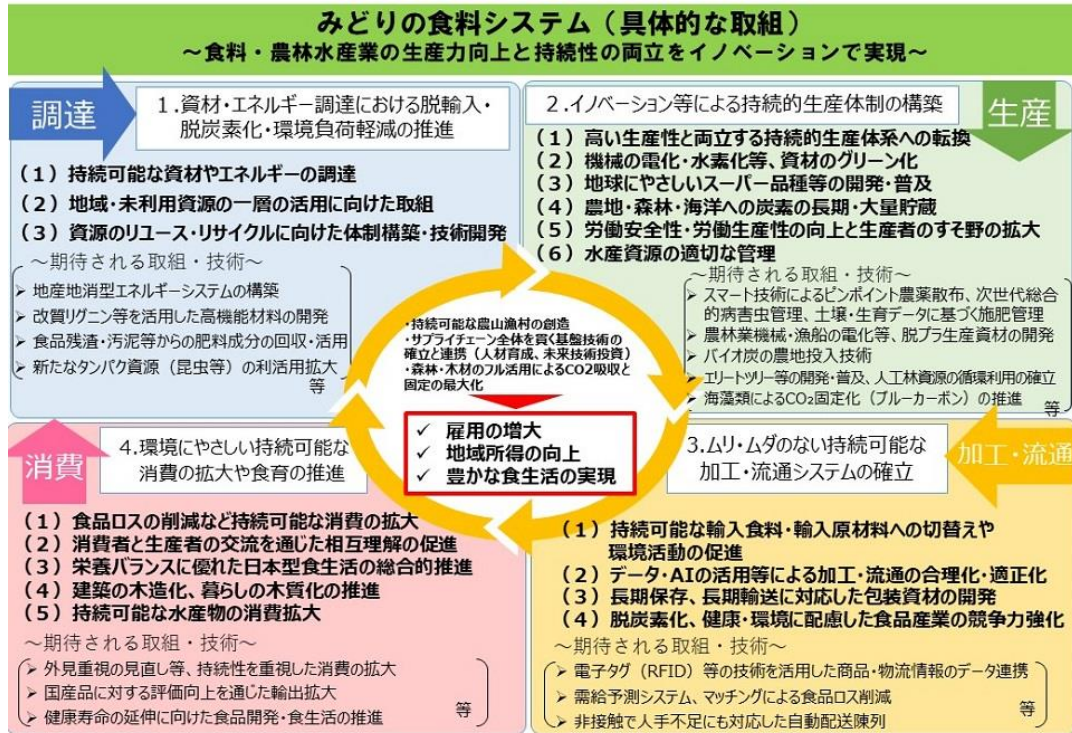 みどりの食料システム（具体的な取組）
～食料・農林水産業の生産力向上と持続性の両立をイノベーションで実現～
調達
1.資材・エネルギー調達における脱輸入・
脱炭素化・環境負荷軽減の推進
（1）持続可能な資材やエネルギーの調達
（2）地域・未利用資源の一層の活用に向けた取組
（3）資源のリユース・リサイクルに向けた体制構築・技術開発
～期待される取組・技術～
➢ 地産地消型エネルギーシステムの構築
➢ 改質リグニン等を活用した高機能材料の開発
➢ 食品残渣・汚泥等からの肥料成分の回収・活用
➢ 新たなタンパク資源（昆虫等）の利活用拡大
等
2.イノベーション等による持続的生産体制の構築
生産
（1）高い生産性と両立する持続的生産体系への転換
（2）機械の電化・水素化等、資材のグリーン化
（3）地球にやさしいスーパー品種等の開発・普及
（4）農地・森林・海洋への炭素の長期・大量貯蔵
（5）労働安全性・労働生産性の向上と生産者のすそ野の拡大
（6）水産資源の適切な管理
～期待される取組・技術～
➢ スマート技術によるピンポイント農薬散布、次世代総合
的病害虫管理、土壌・生育データに基づく施肥管理
➢ 農林業機械・漁船の電化等、脱プラ生産資材の開発
➢ バイオ炭の農地投入技術
➢ エリートツリー等の開発・普及、人工林資源の循環利用の確立
➢ 海藻類によるCO₂固定化（ブルーカーボン）の推進
等
・持続可能な農山漁村の創造
・サプライチェーン全体を貫く基盤技術の
確立と連携（人材育成、未来技術投資）
・森林・木材のフル活用によるCO2吸収と
固定の最大化
✓ 雇用の増大
✓ 地域所得の向上
✓ 豊かな食生活の実現
3.ムリ・ムダのない持続可能な
加工・流通システムの確立
加工・流通
（1）持続可能な輸入食料・輸入原材料への切替えや
環境活動の促進
（2）データ・AIの活用等による加工・流通の合理化・適正化
（3）長期保存、長期輸送に対応した包装資材の開発
（4）脱炭素化、健康・環境に配慮した食品産業の競争力強化
～期待される取組・技術～
➢ 電子タグ（RFID）等の技術を活用した商品・物流情報のデータ連携
➢ 需給予測システム、マッチングによる食品ロス削減
➢ 非接触で人手不足にも対応した自動配送陳列
等
消費
4.環境にやさしい持続可能な
消費の拡大や食育の推進
（1）食品ロスの削減など持続可能な消費の拡大
（2）消費者と生産者の交流を通じた相互理解の促進
（3）栄養バランスに優れた日本型食生活の総合的推進
（4）建築の木造化、暮らしの木質化の推進
（5）持続可能な水産物の消費拡大
～期待される取組・技術～
➢ 外見重視の見直し等、持続性を重視した消費の拡大
➢ 国産品に対する評価向上を通じた輸出拡大
➢ 健康寿命の延伸に向けた食品開発・食生活の推進
等